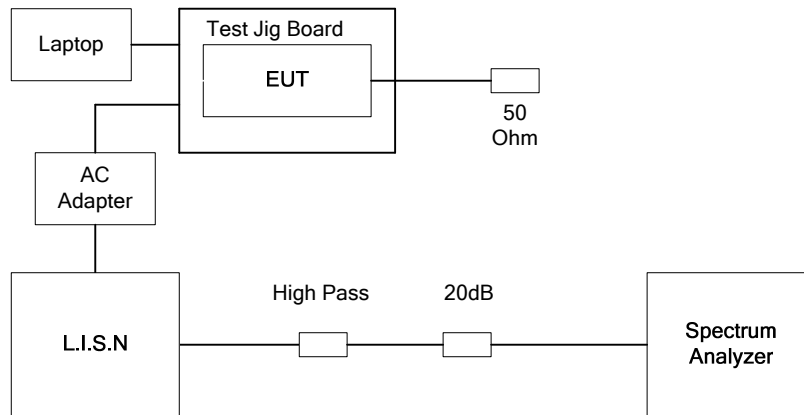 Laptop
Test Jig Board
EUT
50
Ohm
AC
Adapter
High Pass
20dB
L.I.S.N
Spectrum
Analyzer